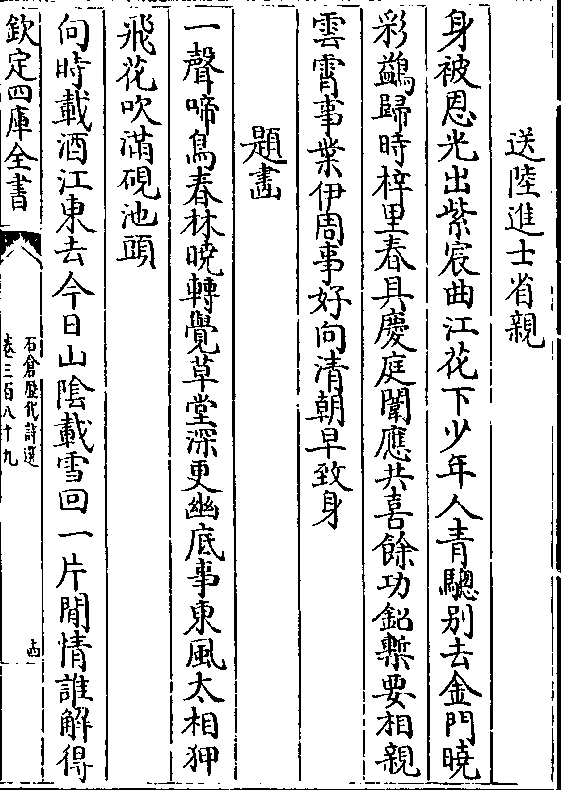 送陸進士省親
身被恩光出紫宸曲江花下少年人青驄别去金門曉
彩鷁歸時梓里春具慶庭闈應共喜餘功鉛槧要相親
雲霄事業伊周事好向清朝早致身
題畵
一聲啼鳥春林曉轉覺草堂深更幽底事東風太相狎
飛花吹滿硯池頭
向時載酒江東去今日山陰載雪回一片閒情誰解得
欽定四庫全書
石倉歴代詩選
卷三百八十九